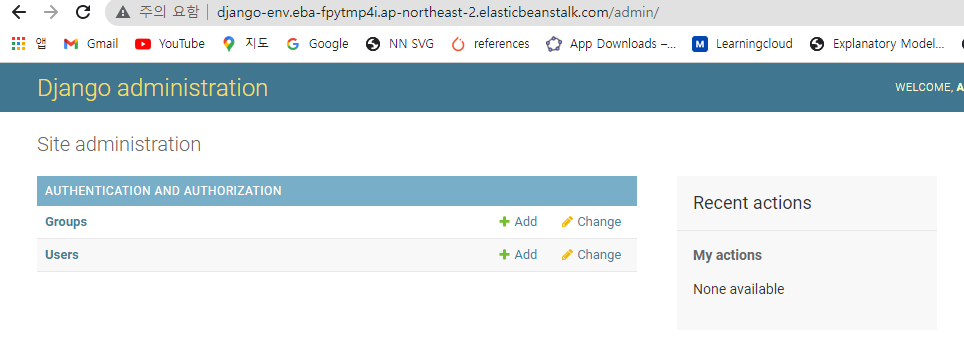 주의 요함 | django-env.eba-fpytmp4i.ap-northeast-2.elasticbeanstalk.com/admin/
앱 Gmail YouTube 지도 Google NN SVG references App Downloads –... M Learningcloud Explanatory Model...
Django administration
WELCOME, A
Site administration
AUTHENTICATION AND AUTHORIZATION
Groups Add Change
Users Add Change
Recent actions
My actions
None available